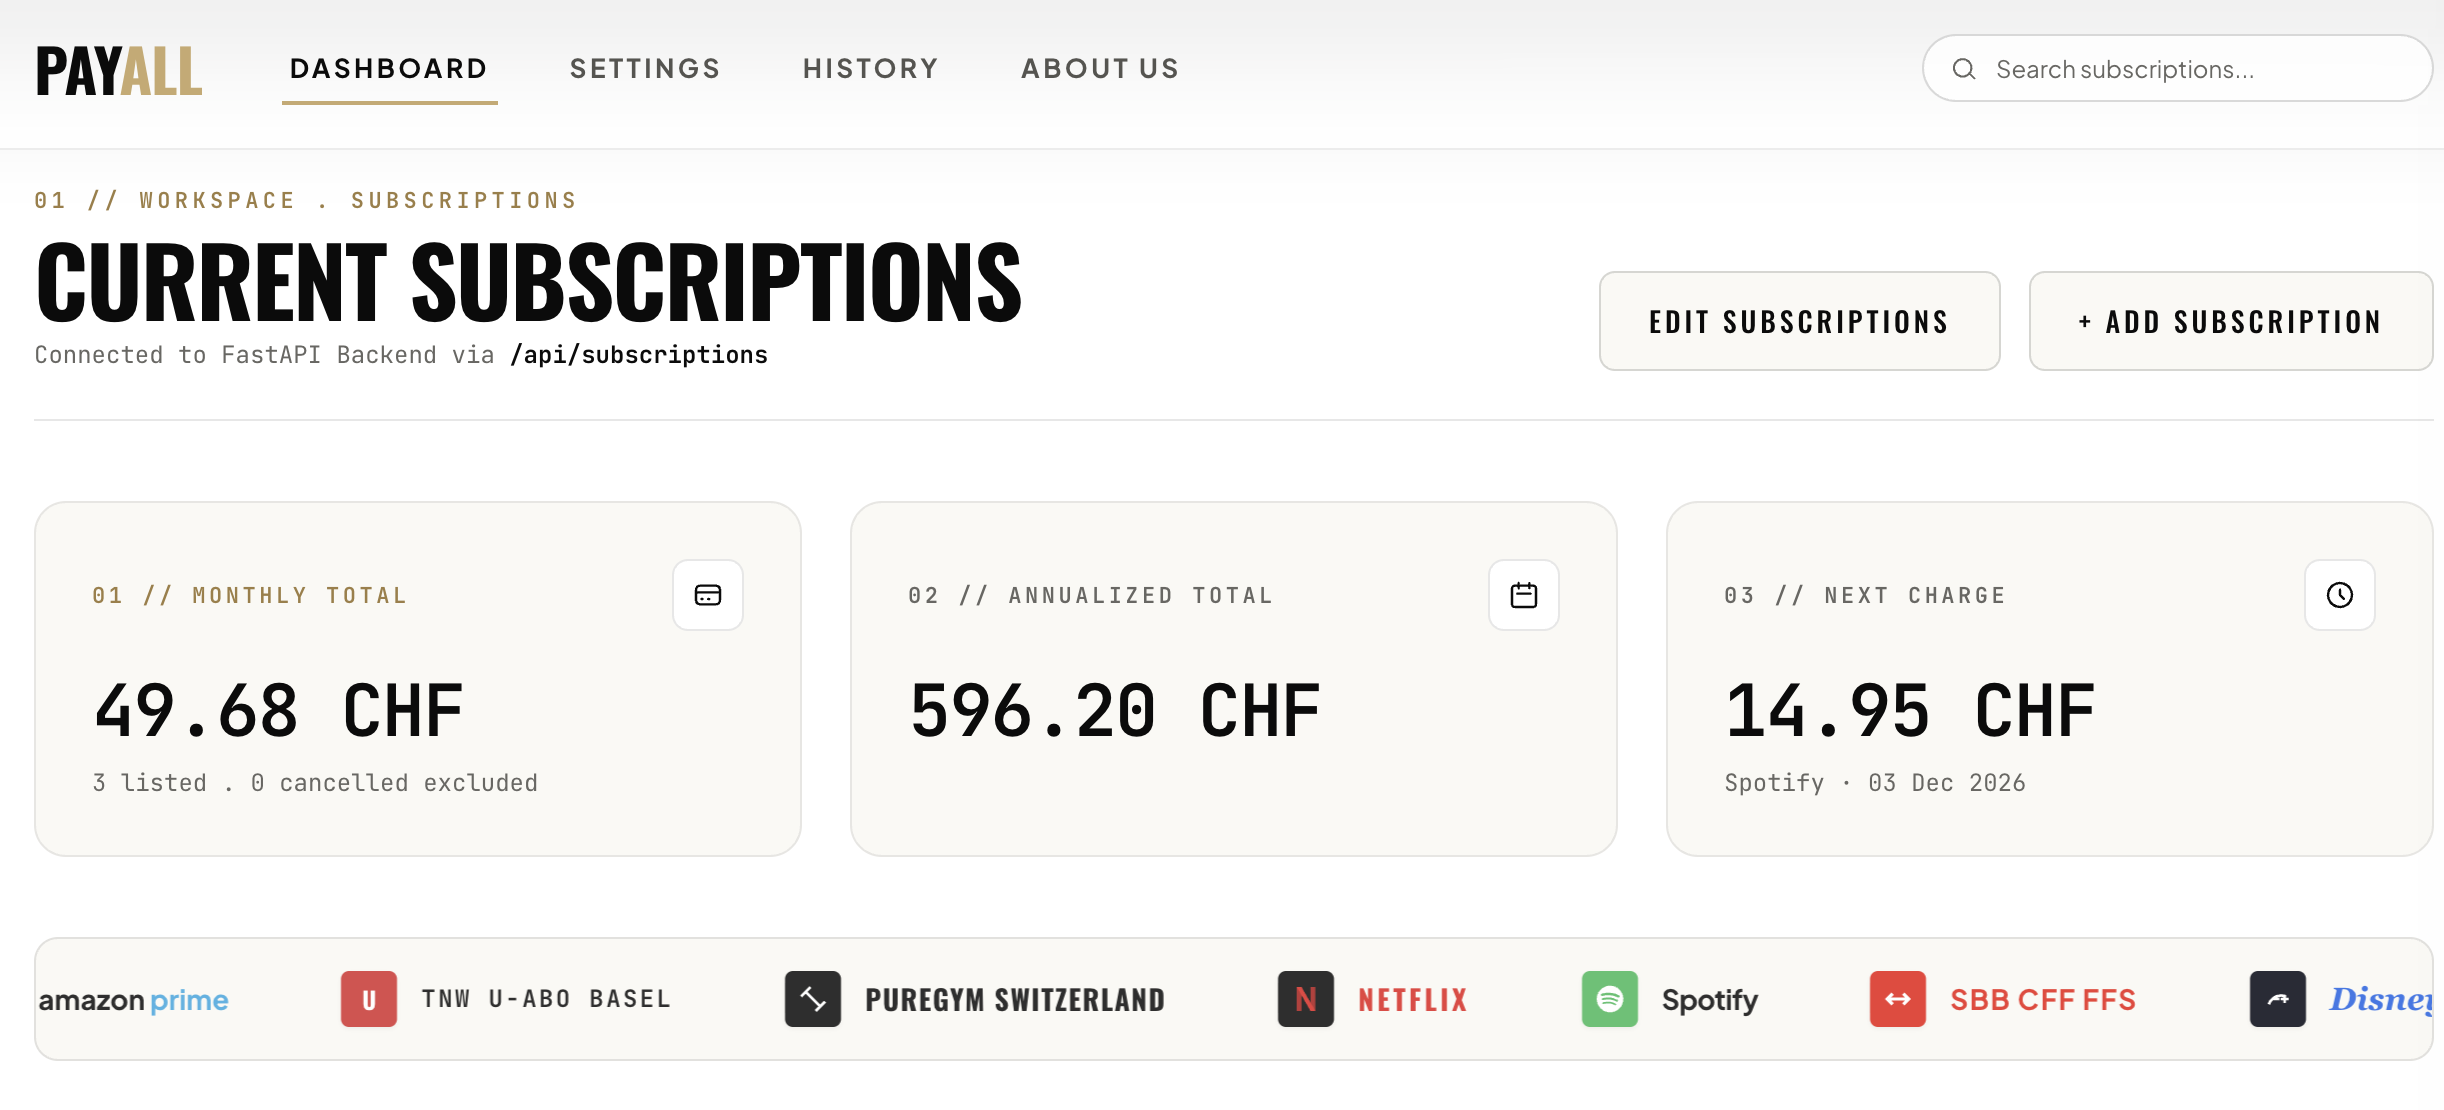 PAYALL
DASHBOARD
SETTINGS
HISTORY
ABOUT US
Search subscriptions...
01 // WORKSPACE . SUBSCRIPTIONS
CURRENT SUBSCRIPTIONS
Connected to FastAPI Backend via /api/subscriptions
EDIT SUBSCRIPTIONS
+ ADD SUBSCRIPTION
01 // MONTHLY TOTAL
49.68 CHF
3 listed . 0 cancelled excluded
02 // ANNUALIZED TOTAL
596.20 CHF
03 // NEXT CHARGE
14.95 CHF
Spotify · 03 Dec 2026
amazon prime
U TNW U-ABO BASEL
PUREGYM SWITZERLAND
N NETFLIX
Spotify
SBB CFF FFS
Disney